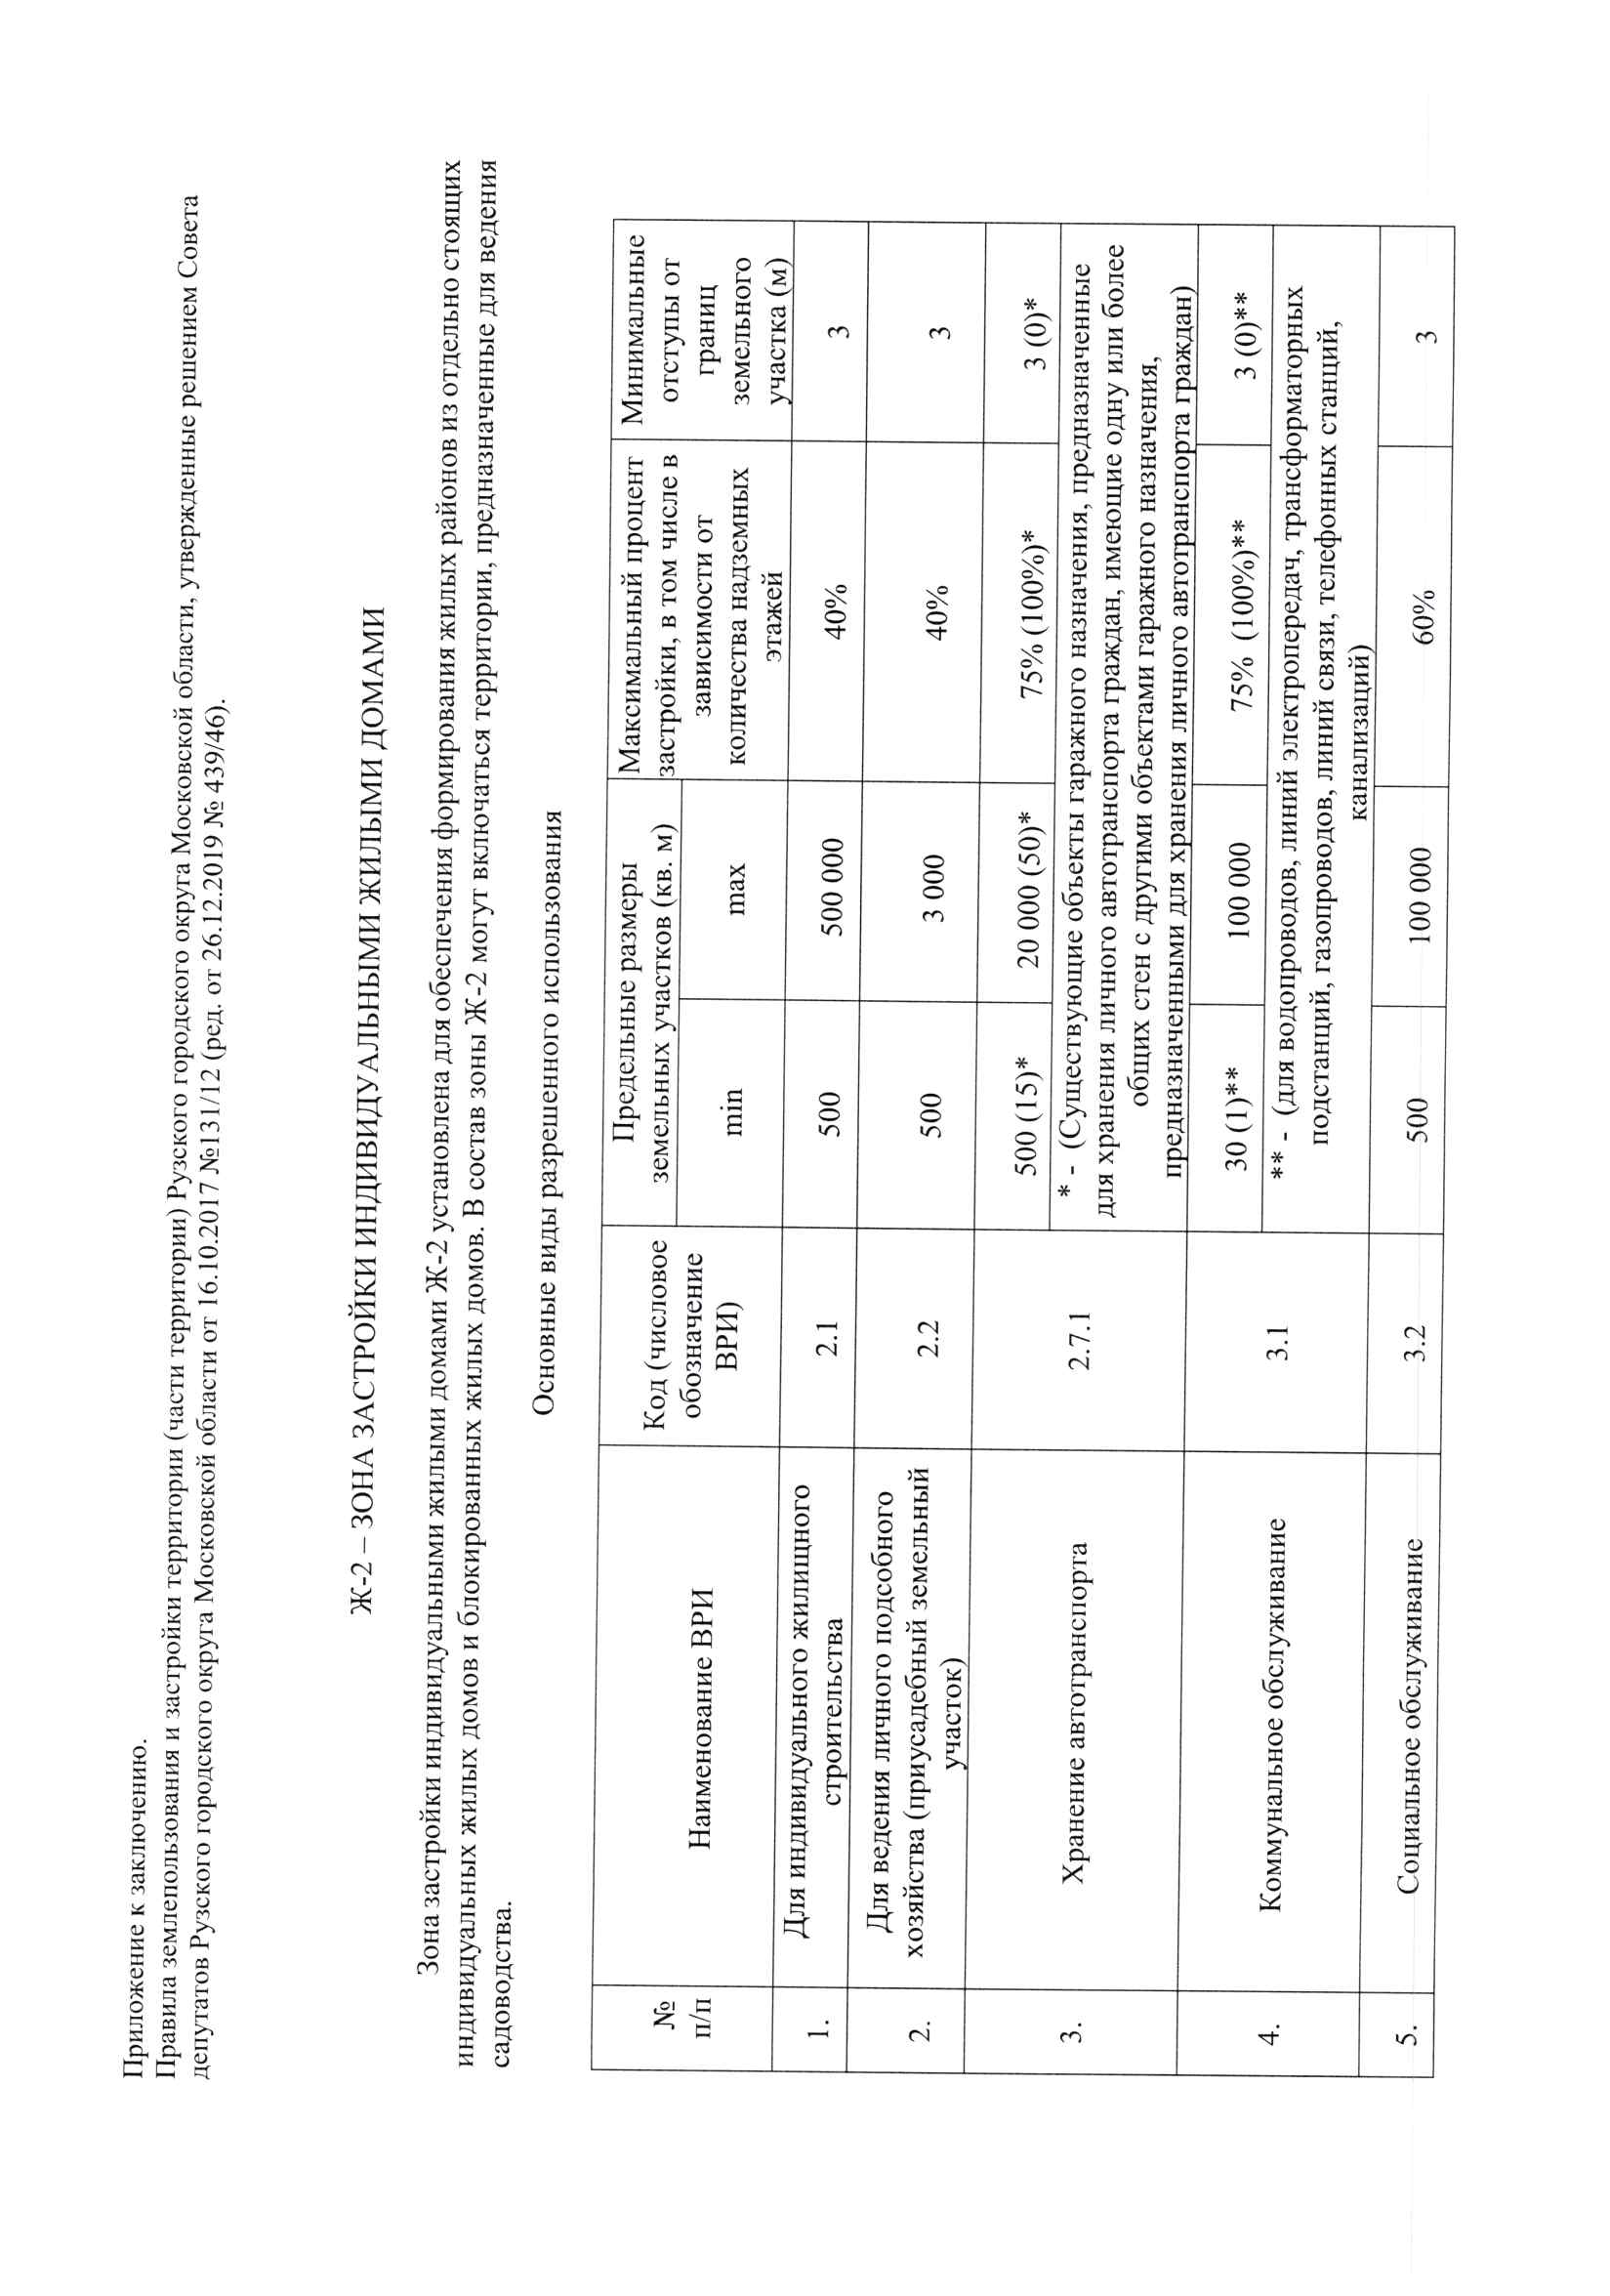 Приложение к заключению.
Правила землепользования и застройки территории (части территории) Рузского городского округа Московской области, утвержденные решением Совета
депутатов Рузского городского округа Московской области от 16.10.2017 №131/12 (ред. от 26.12.2019 № 439/46).
Ж-2 – ЗОНА ЗАСТРОЙКИ ИНДИВИДУАЛЬНЫМИ ЖИЛЫМИ ДОМАМИ
Зона застройки индивидуальными жилыми домами Ж-2 установлена для обеспечения формирования жилых районов из отдельно стоящих
индивидуальных жилых домов и блокированных жилых домов. В состав зоны Ж-2 могут включаться территории, предназначенные для ведения
садоводства.
Основные виды разрешенного использования
№
п/п
Наименование ВРИ
Код (числовое
обозначение
ВРИ)
Предельные размеры
земельных участков (кв. м)
min
max
Максимальный процент
застройки, в том числе в
зависимости от
количества надземных
этажей
Минимальные
отступы от
границ
земельного
участка (м)
1.
Для индивидуального жилищного
строительства
2.1
500
500 000
40%
3
2.
Для ведения личного подсобного
хозяйства (приусадебный земельный
участок)
2.2
500
3 000
40%
3
3.
Хранение автотранспорта
2.7.1
500 (15)*
20 000 (50)*
75% (100%)*
3 (0)*
* - (Существующие объекты гаражного назначения, предназначенные
для хранения личного автотранспорта граждан, имеющие одну или более
общих стен с другими объектами гаражного назначения,
предназначенными для хранения личного автотранспорта граждан)
4.
Коммунальное обслуживание
3.1
30 (1)**
100 000
75% (100%)**
3 (0)**
** - (для водопроводов, линий электропередач, трансформаторных
подстанций, газопроводов, линий связи, телефонных станций,
канализаций)
5.
Социальное обслуживание
3.2
500
100 000
60%
3